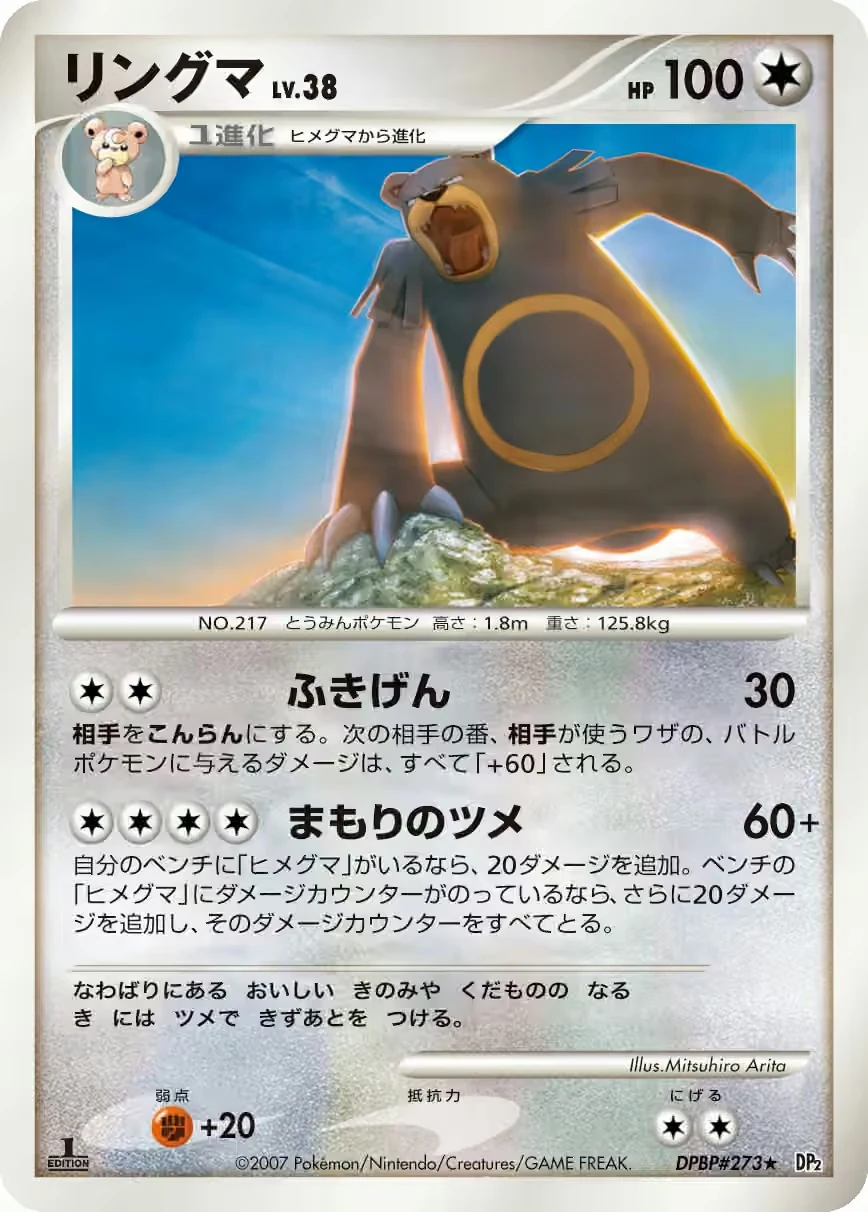 リングマ LV.38
HP 100
1進化 ヒメグマから進化
NO.217 とうみんポケモン 高さ：1.8m 重さ：125.8kg
ふきげん 30
相手をこんらんにする。次の相手の番、相手が使うワザの、バトル
ポケモンに与えるダメージは、すべて「+60」される。
まもりのツメ 60+
自分のベンチに「ヒメグマ」がいるなら、20ダメージを追加。ベンチの
「ヒメグマ」にダメージカウンターがのっているなら、さらに20ダメー
ジを追加し、そのダメージカウンターをすべてとる。
なわばりにある おいしい きのみや くだものの なる
き には ツメで きずあとを つける。
Illus.Mitsuhiro Arita
弱点 抵抗力 にげる
+20
1 EDITION
©2007 Pokémon/Nintendo/Creatures/GAME FREAK.
DPBP#273★ DP2